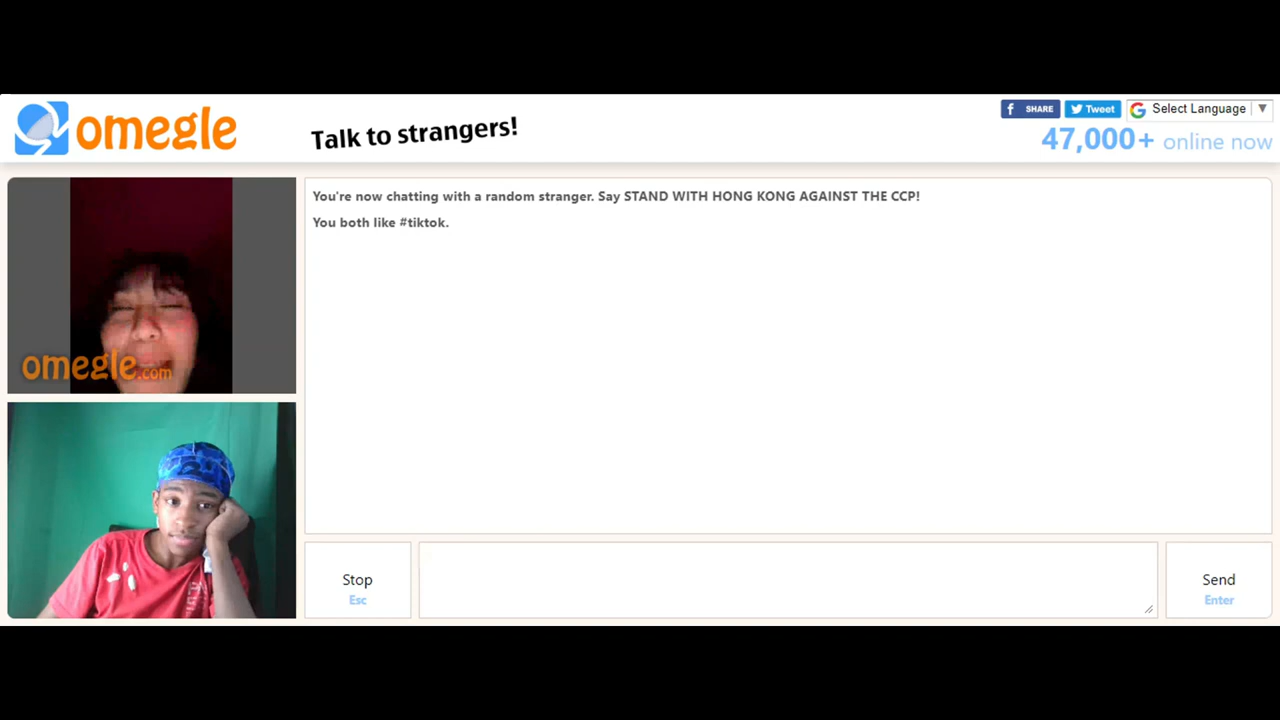 omegle
Talk to strangers!
f SHARE
Tweet
G Select Language ▼
47,000+ online now
omegle.com
You're now chatting with a random stranger. Say STAND WITH HONG KONG AGAINST THE CCP!
You both like #tiktok.
Stop
Esc
Send
Enter